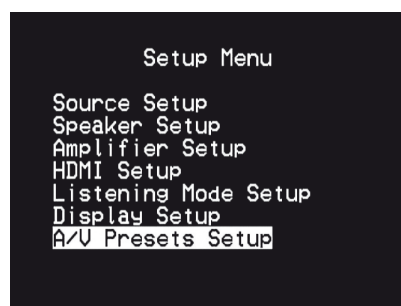 Setup Menu
Source Setup
Speaker Setup
Amplifier Setup
HDMI Setup
Listening Mode Setup
Display Setup
A/V Presets Setup